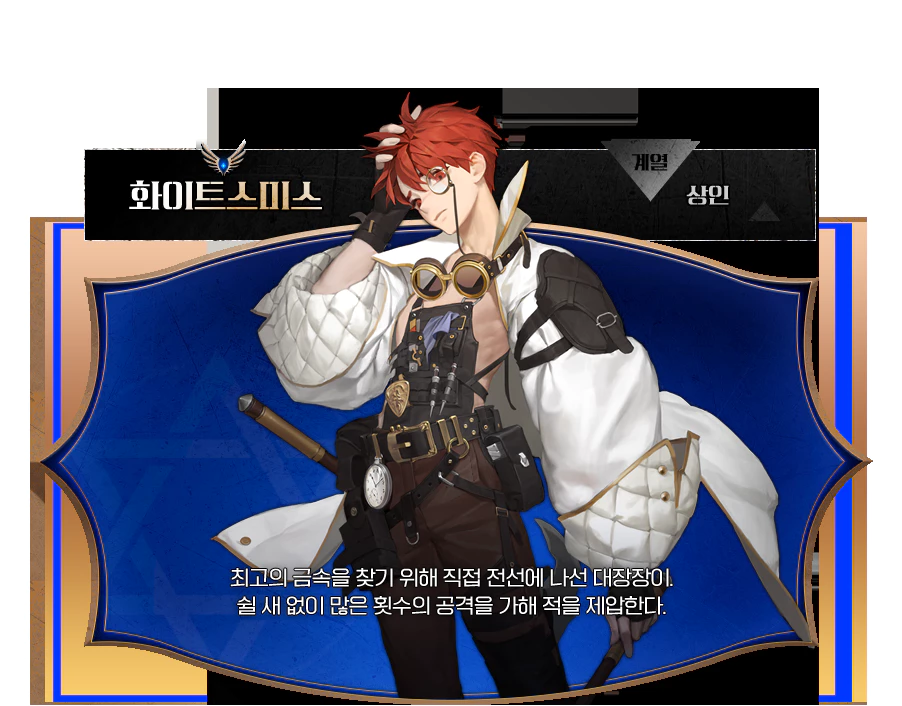 계열
화이트스미스
상인
최고의 금속을 찾기 위해 직접 전선에 나선 대장장이.
쉴 새 없이 많은 횟수의 공격을 가해 적을 제압한다.